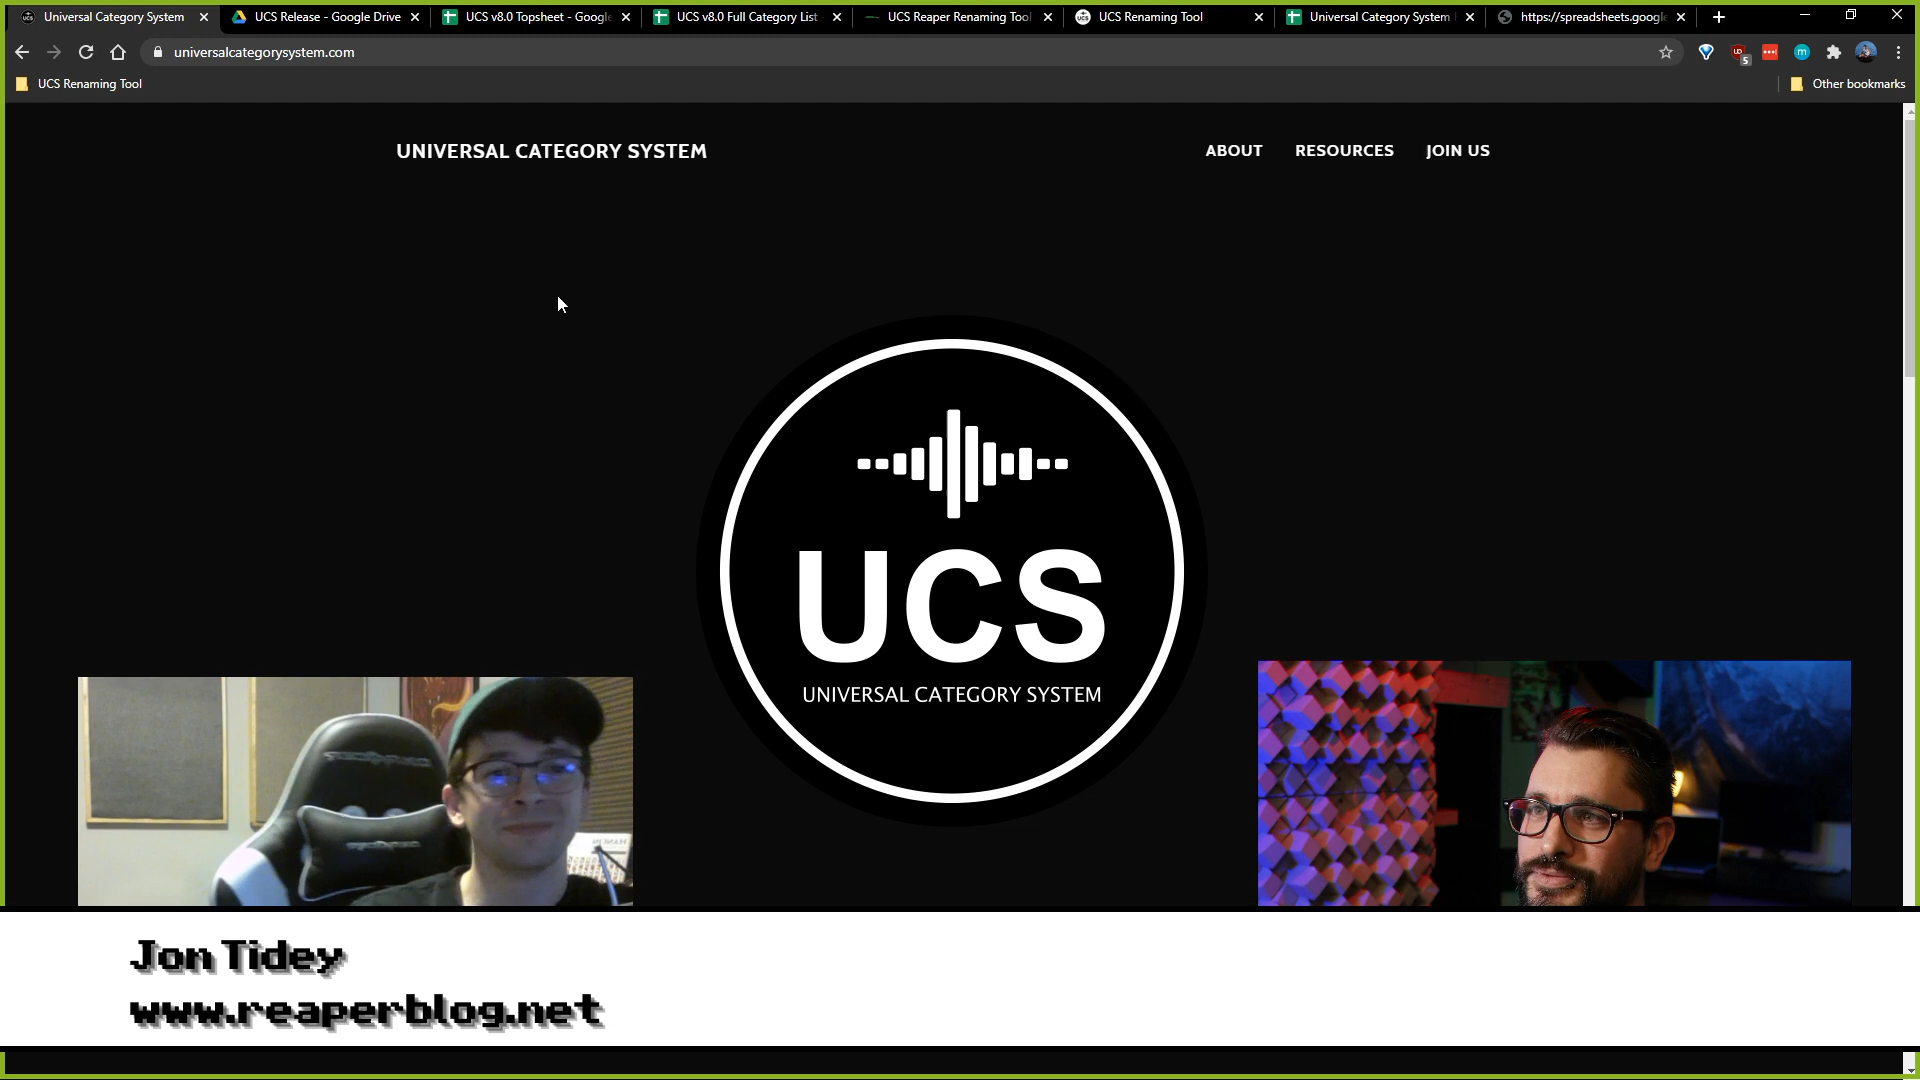 Universal Category System
UCS Release - Google Drive
UCS v8.0 Topsheet - Google
UCS v8.0 Full Category List
UCS Reaper Renaming Tool
UCS Renaming Tool
Universal Category System
https://spreadsheets.google
universalcategorysystem.com
5
UCS Renaming Tool
Other bookmarks
UNIVERSAL CATEGORY SYSTEM
ABOUT
RESOURCES
JOIN US
UCS
UNIVERSAL CATEGORY SYSTEM
Jon Tidey
www.reaperblog.net